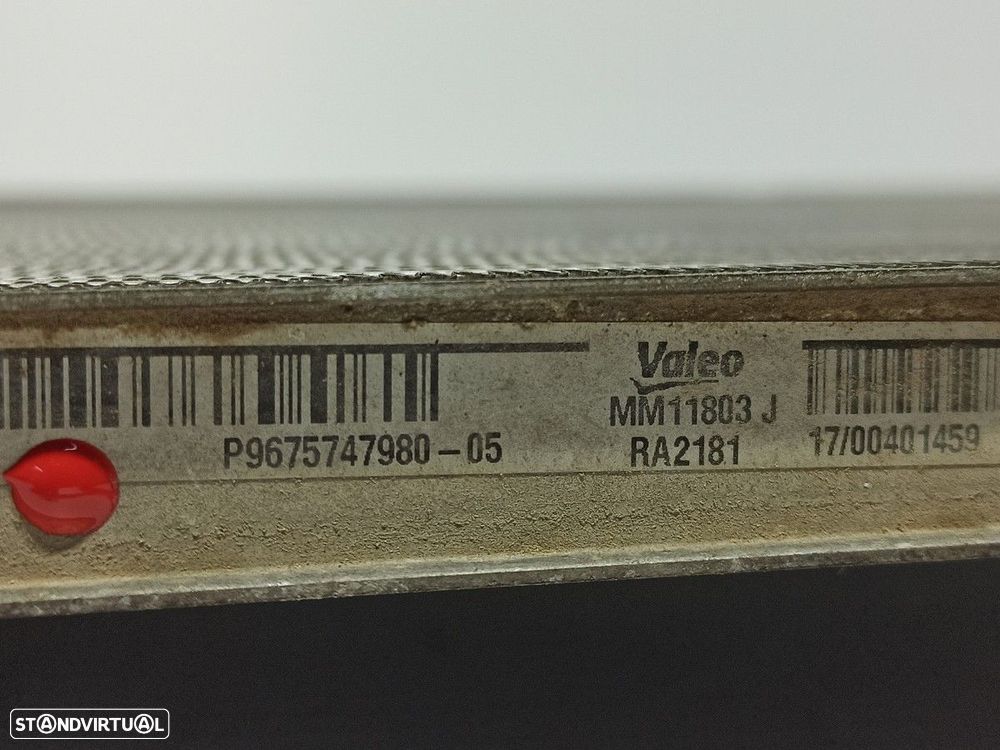 P9675747980-05
Valeo
MM11803 J
RA2181
17/00401459
STANDVIRTUAL